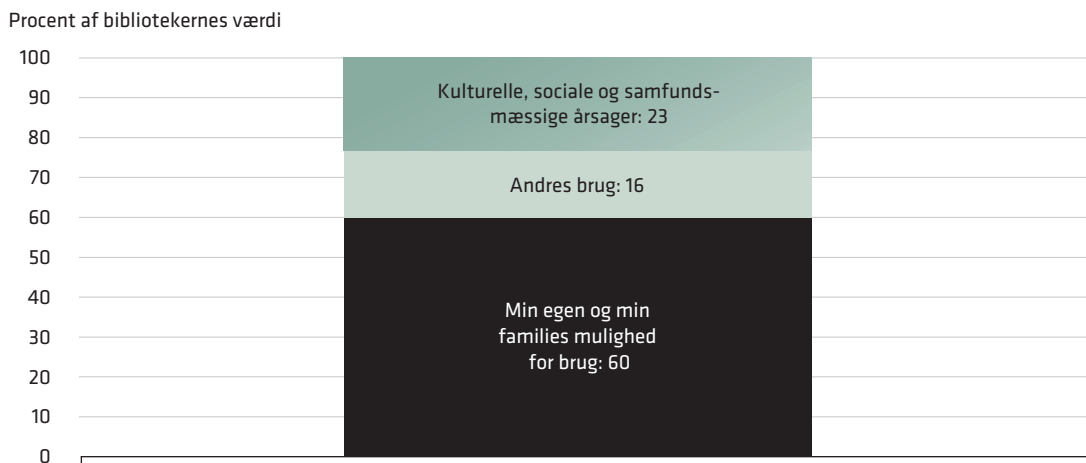 Procent af bibliotekernes værdi
100
90
80
70
60
50
40
30
20
10
0
Kulturelle, sociale og samfunds-
mæssige årsager: 23
Andres brug: 16
Min egen og min
families mulighed
for brug: 60